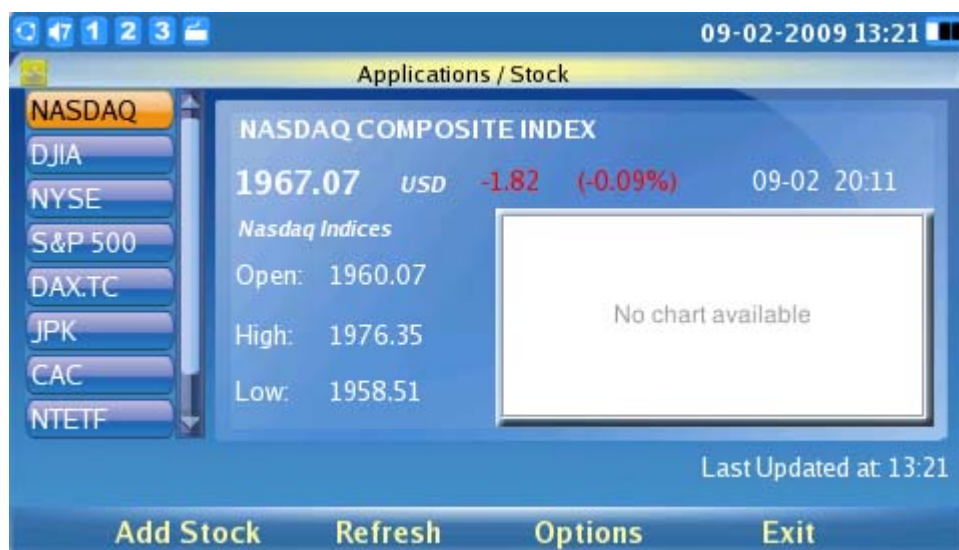 47 1 2 3 09-02-2009 13:21
Applications / Stock
NASDAQ
DJIA
NYSE
S&P 500
DAX.TC
JPK
CAC
NTETF
NASDAQ COMPOSITE INDEX
1967.07 USD -1.82 (-0.09%) 09-02 20:11
Nasdaq Indices
Open: 1960.07
High: 1976.35
Low: 1958.51
No chart available
Last Updated at: 13:21
Add Stock Refresh Options Exit